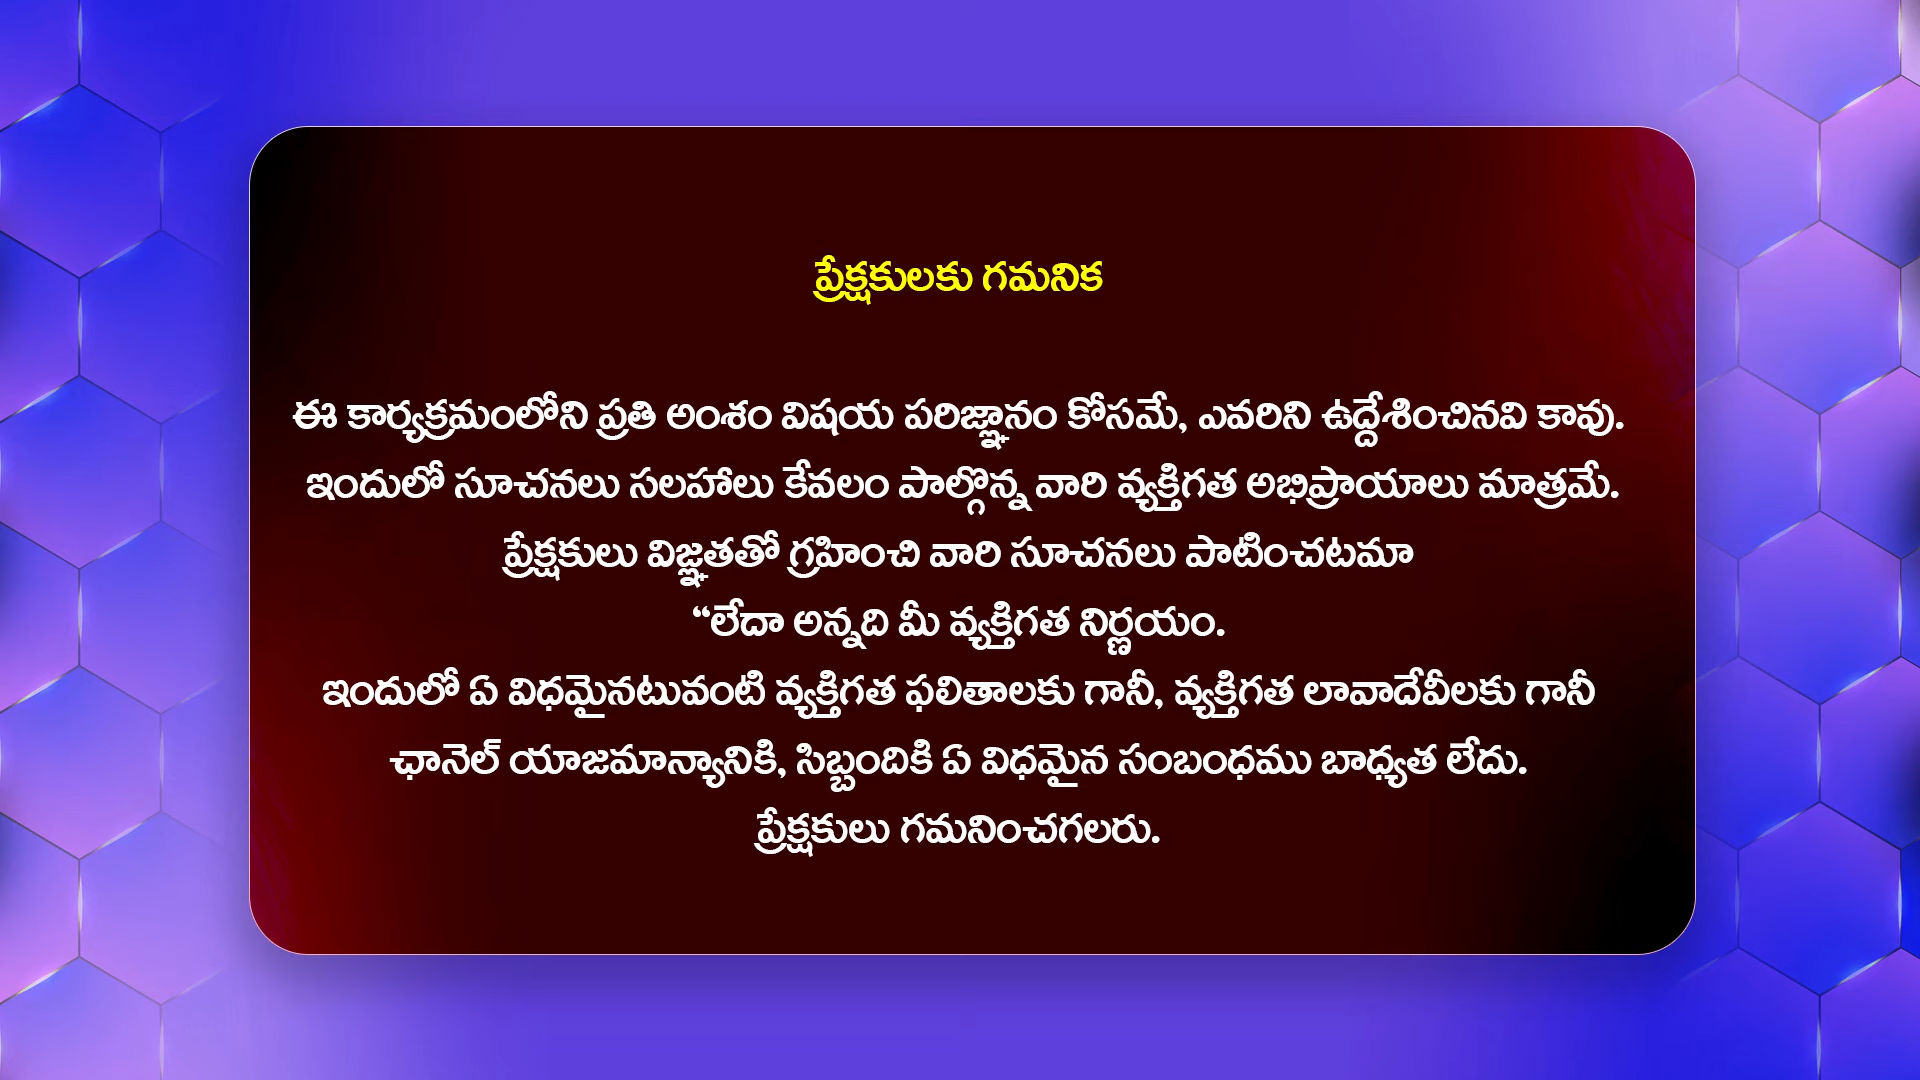 ప్రేక్షకులకు గమనిక
ఈ కార్యక్రమంలోని ప్రతి అంశం విషయ పరిజ్ఞానం కోసమే, ఎవరిని ఉద్దేశించినవి కావు.
ఇందులో సూచనలు సలహాలు కేవలం పాల్గొన్న వారి వ్యక్తిగత అభిప్రాయాలు మాత్రమే.
ప్రేక్షకులు విజ్ఞతతో గ్రహించి వారి సూచనలు పాటించటమా
“లేదా అన్నది మీ వ్యక్తిగత నిర్ణయం.
ఇందులో ఏ విధమైనటువంటి వ్యక్తిగత ఫలితాలకు గానీ, వ్యక్తిగత లావాదేవీలకు గానీ
ఛానెల్ యాజమాన్యానికి, సిబ్బందికి ఏ విధమైన సంబంధము బాధ్యత లేదు.
ప్రేక్షకులు గమనించగలరు.